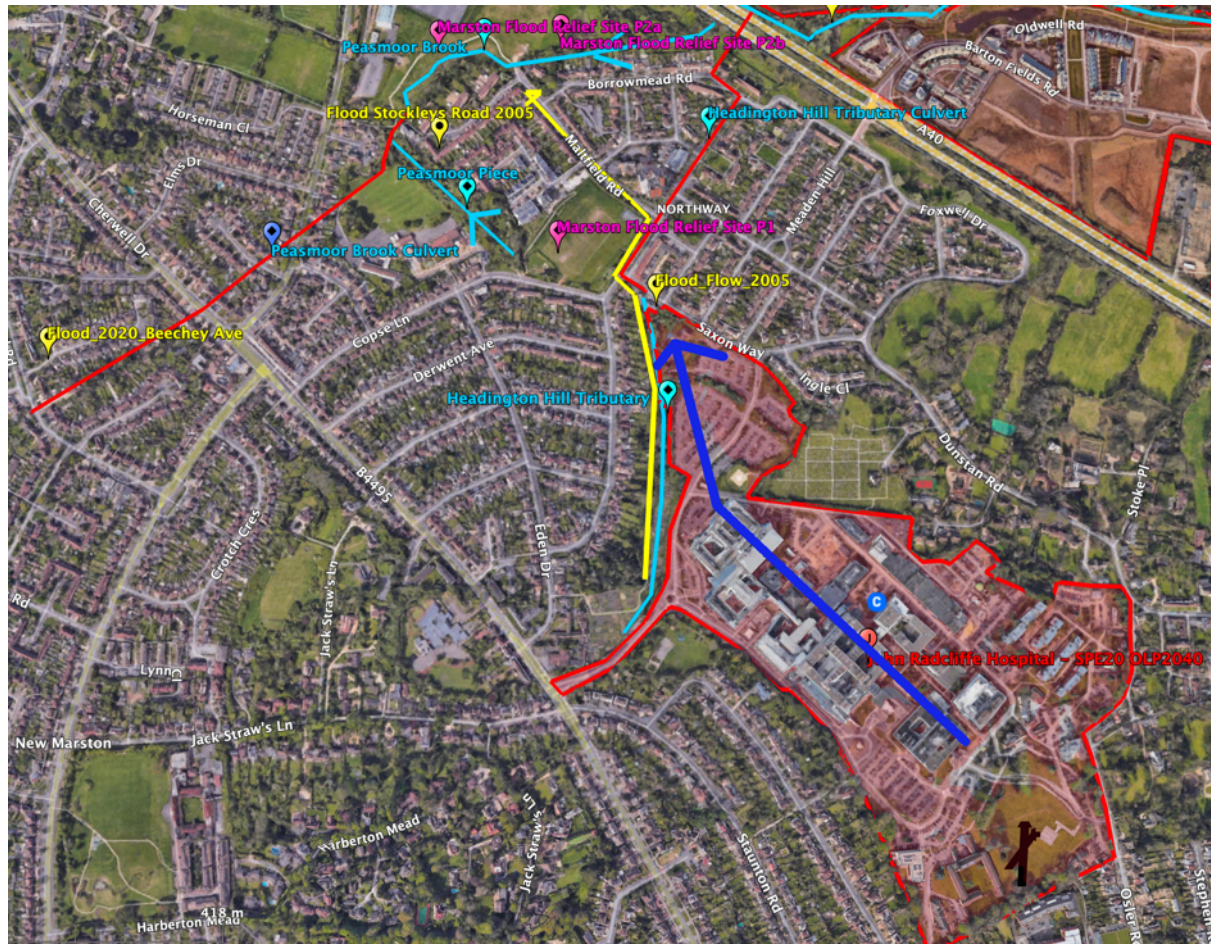 Oldwell Rd
Marston Flood Relief Site P2a
Peasmoor Brook
Marston Flood Relief Site P2b
Barton Fields Rd
Borrowmead Rd
Horseman Cl
Flood Stockleys Road 2005
Headington Hill Tributary Culvert
A40
Elms Dr
Maltfield Rd
Peasmoor Piece
Cherwell Dr
NORTHWAY
Meaden Hill
Foxwell Dr
Marston Flood Relief Site P1
Peasmoor Brook Culvert
Flood_Flow_2005
Flood_2020_Beechey Ave
Copse Ln
Saxon Way
Derwent Ave
Ingle Cl
Headington Hill Tributary
Dunstan Rd
B4495
Stoke Pl
Crotch Cres
Eden Dr
Jack Straw's Ln
Rd
C
John Radcliffe Hospital - SPE20 OLP2040
Lynn Cl
Jack Straw's Ln
New Marston
Harberton Mead
Jack Straw's Ln
Staunton Rd
Osler R
Stephen R
418 m
Harberton Mead